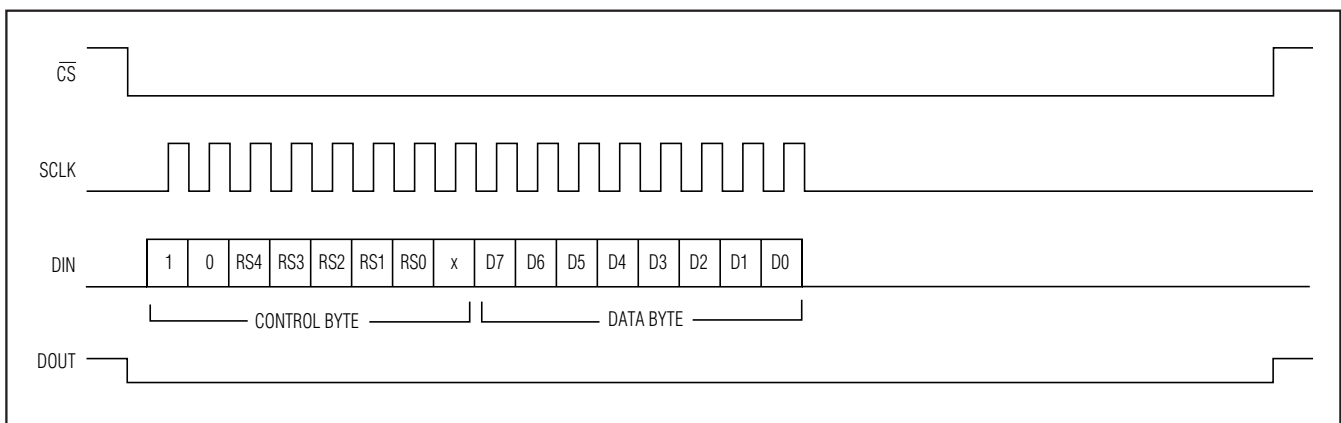 C̅S̅
SCLK
DIN 1 0 RS4 RS3 RS2 RS1 RS0 x D7 D6 D5 D4 D3 D2 D1 D0
CONTROL BYTE DATA BYTE
DOUT